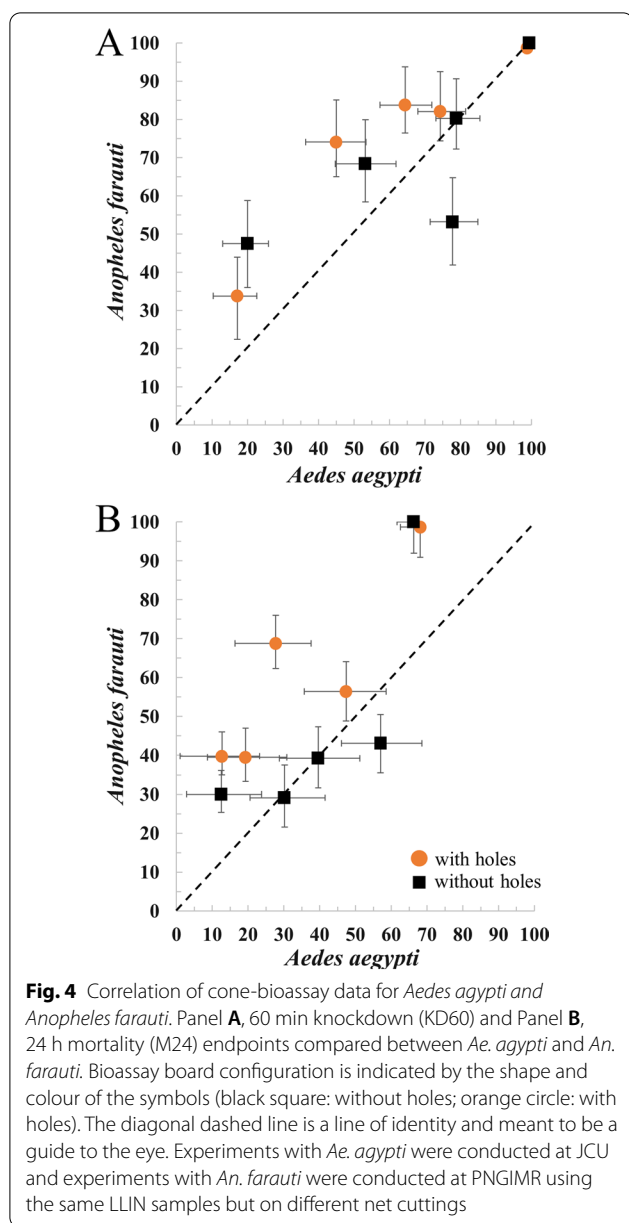 A
100
90
80
70
60
50
40
30
20
10
0
Anopheles farauti
0 10 20 30 40 50 60 70 80 90 100
Aedes aegypti
B
100
90
80
70
60
50
40
30
20
10
0
Anopheles farauti
with holes
without holes
0 10 20 30 40 50 60 70 80 90 100
Aedes aegypti
Fig. 4 Correlation of cone-bioassay data for Aedes agypti and
Anopheles farauti. Panel A, 60 min knockdown (KD60) and Panel B,
24 h mortality (M24) endpoints compared between Ae. agypti and An.
farauti. Bioassay board configuration is indicated by the shape and
colour of the symbols (black square: without holes; orange circle: with
holes). The diagonal dashed line is a line of identity and meant to be a
guide to the eye. Experiments with Ae. agypti were conducted at JCU
and experiments with An. farauti were conducted at PNGIMR using
the same LLIN samples but on different net cuttings